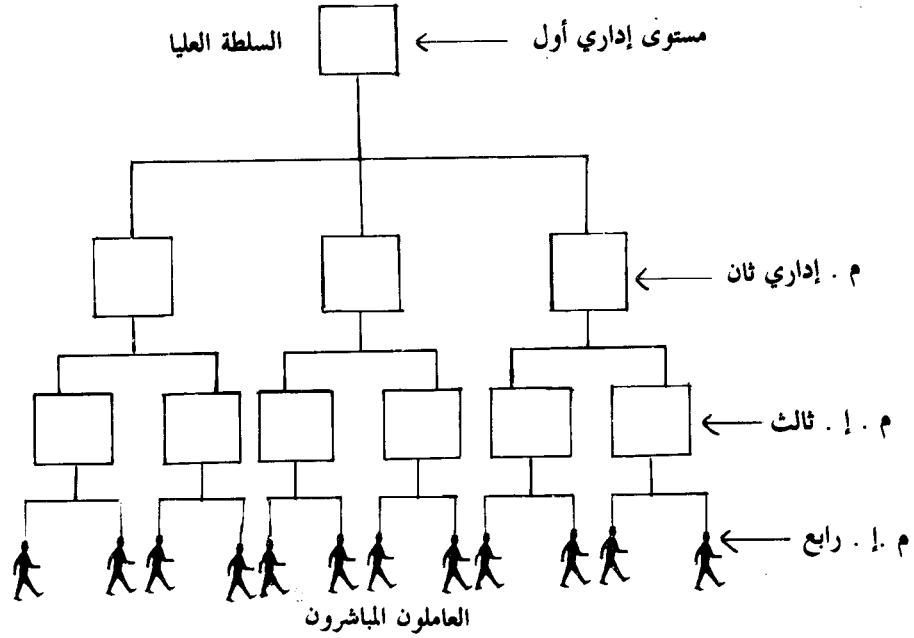 مستوى إداري أول
السلطة العليا
م . إداري ثان
م . إ . ثالث
م .إ . رابع
العاملون المباشرون